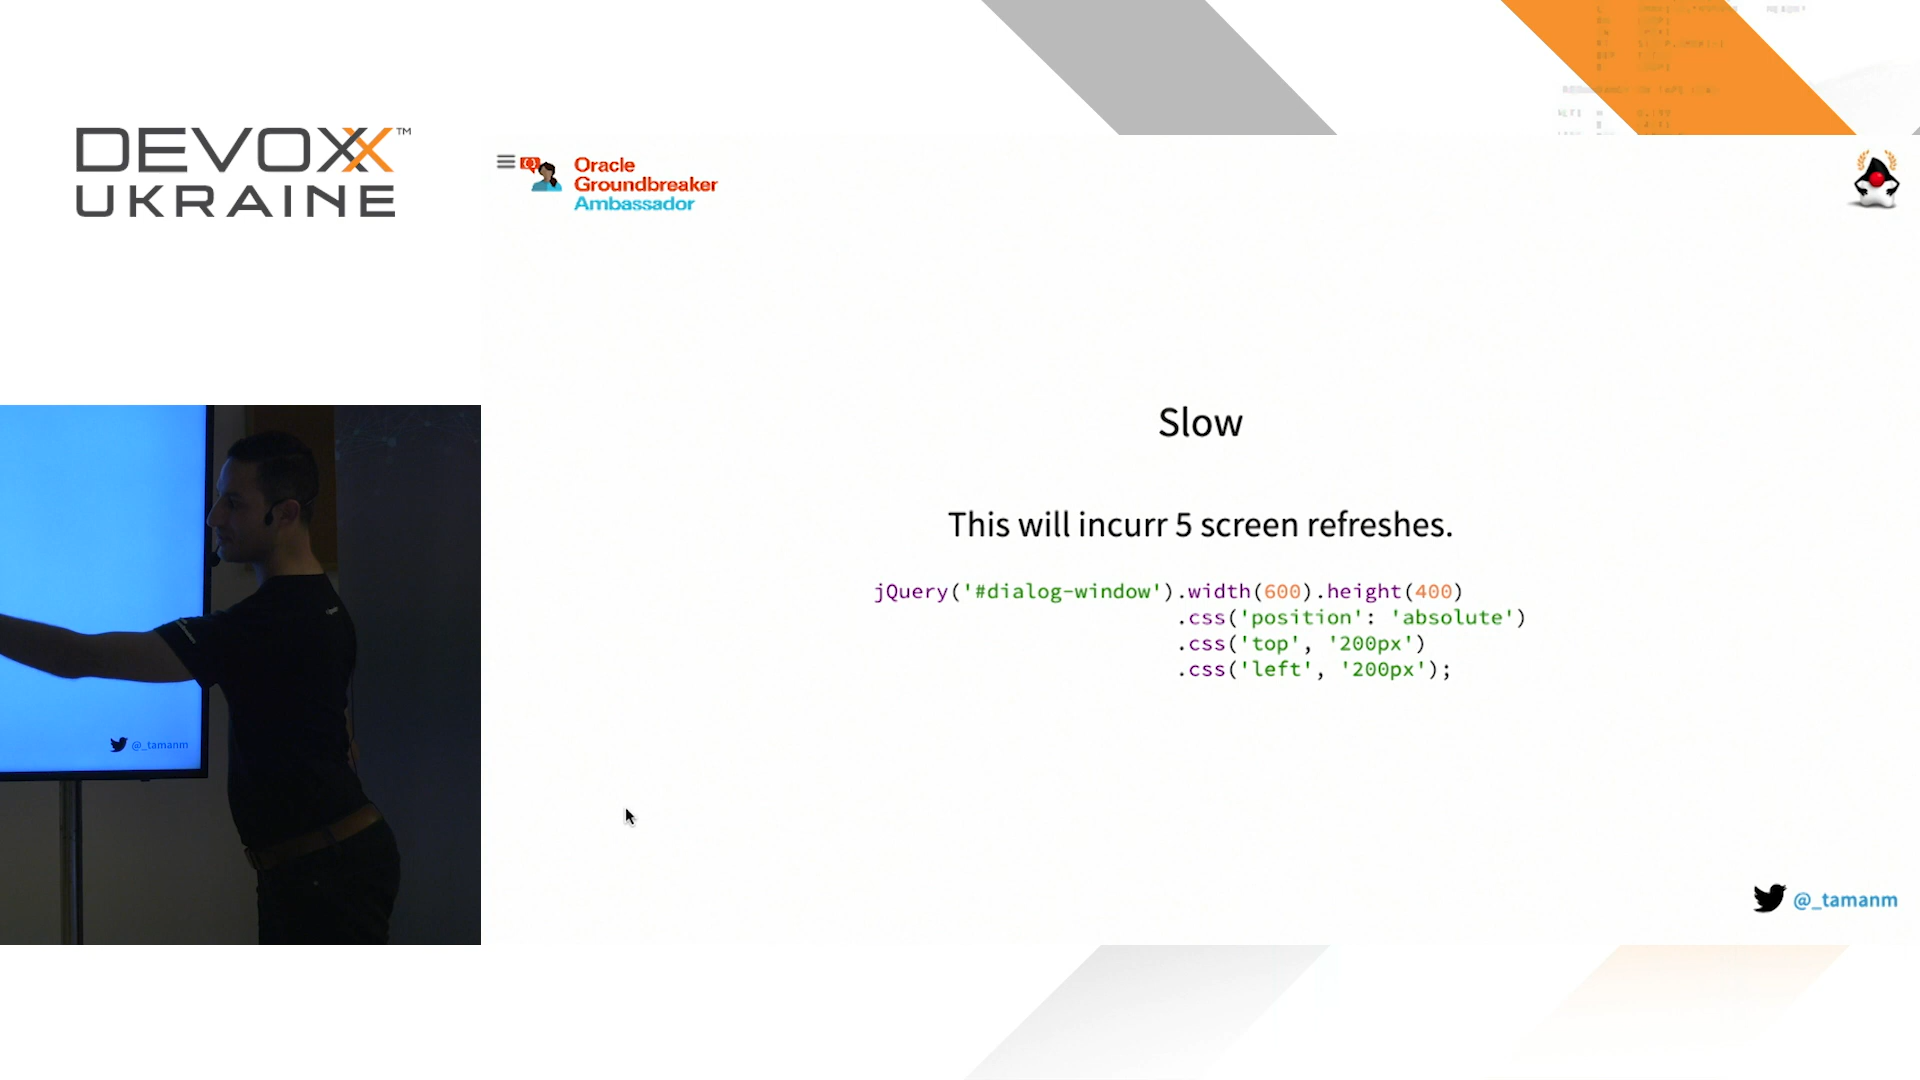 DEVOXX™
UKRAINE
Oracle
Groundbreaker
Ambassador
Slow
This will incurr 5 screen refreshes.
jQuery('#dialog-window').width(600).height(400)
.css('position': 'absolute')
.css('top', '200px')
.css('left', '200px');
@_tamanm
@_tamanm